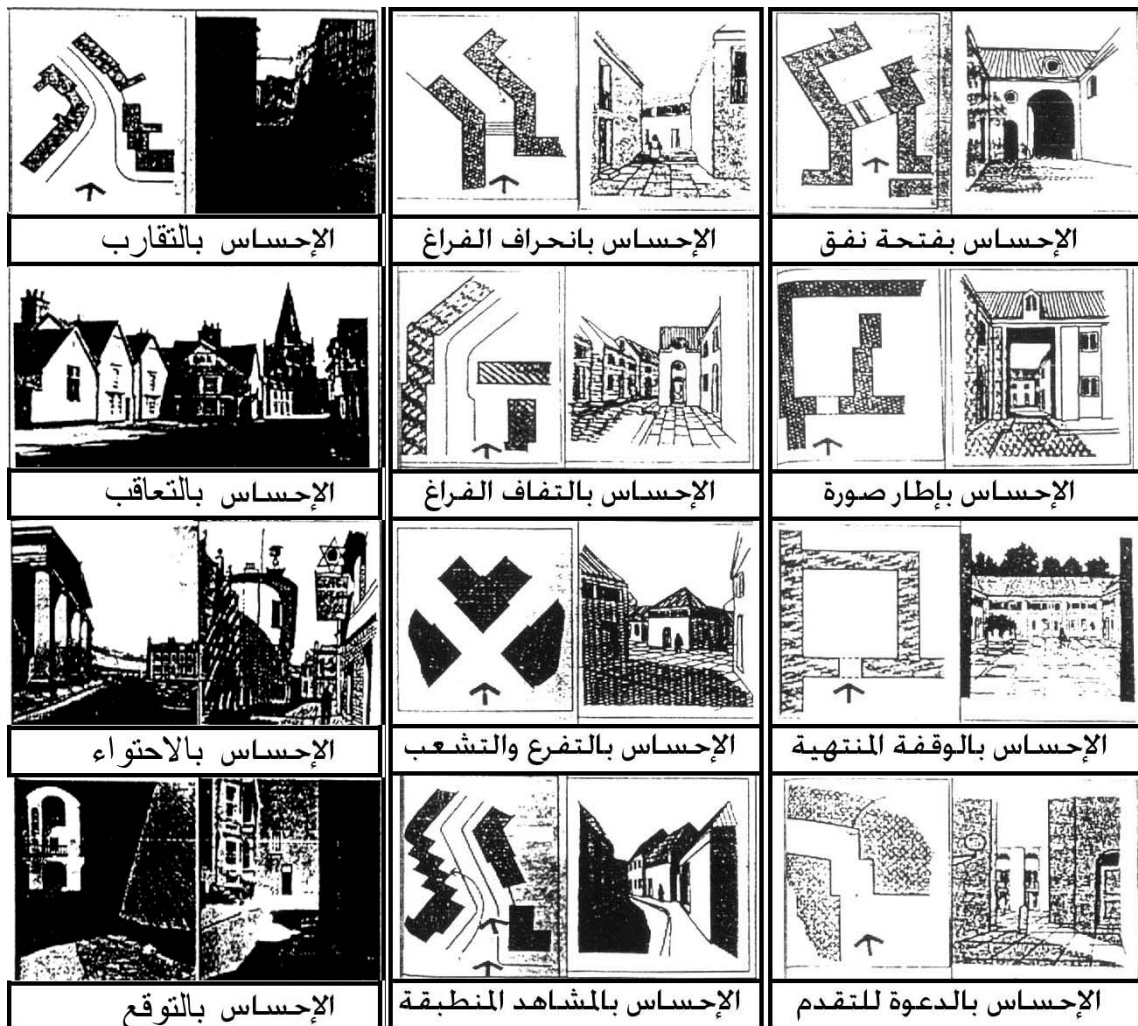 الإحساس بفتحة نفق
الإحساس بانحراف الفراغ
الإحساس بالتقارب
الإحساس بإطار صورة
الإحساس بالتفاف الفراغ
الإحساس بالتعاقب
الإحساس بالوقفة المنتهية
الإحساس بالتفرع والتشعب
الإحساس بالاحتواء
الإحساس بالدعوة للتقدم
الإحساس بالمشاهد المنطبقة
الإحساس بالتوقع